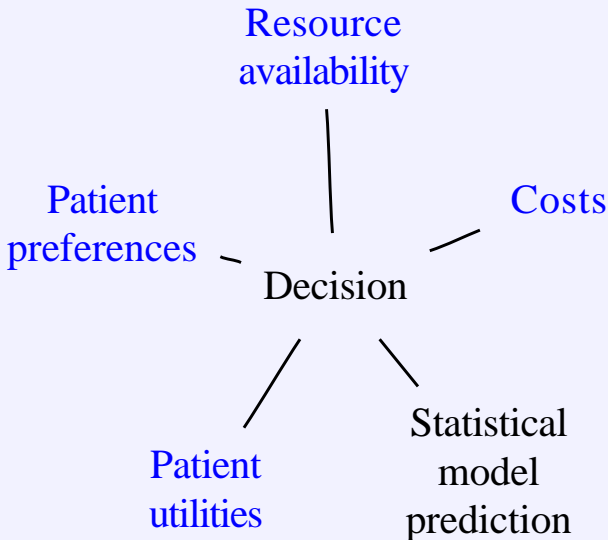 Resource
availability
Patient
preferences
Costs
Decision
Patient
utilities
Statistical
model
prediction